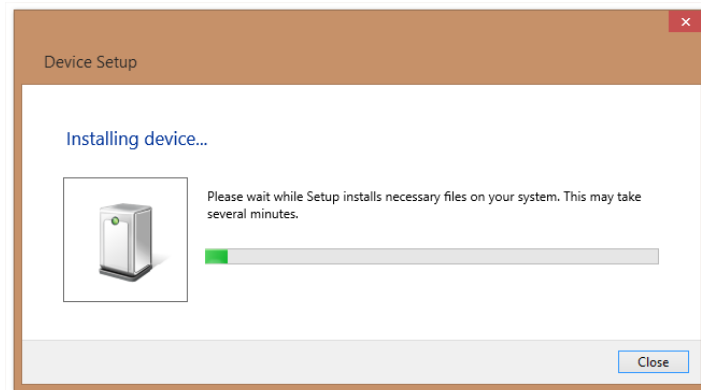 Device Setup
Installing device...
Please wait while Setup installs necessary files on your system. This may take
several minutes.
Close